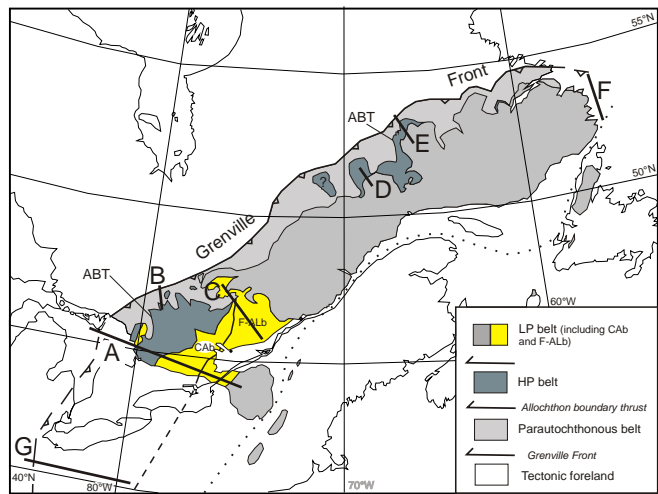 55°N
Front
F
ABT
E
D
50°N
Grenville
ABT
B
C
60°W
F-ALb
A
CAb
G
40°N
80°W
70°W
LP belt (including CAb
and F-ALb)
HP belt
Allochthon boundary thrust
Parautochthonous belt
Grenville Front
Tectonic foreland